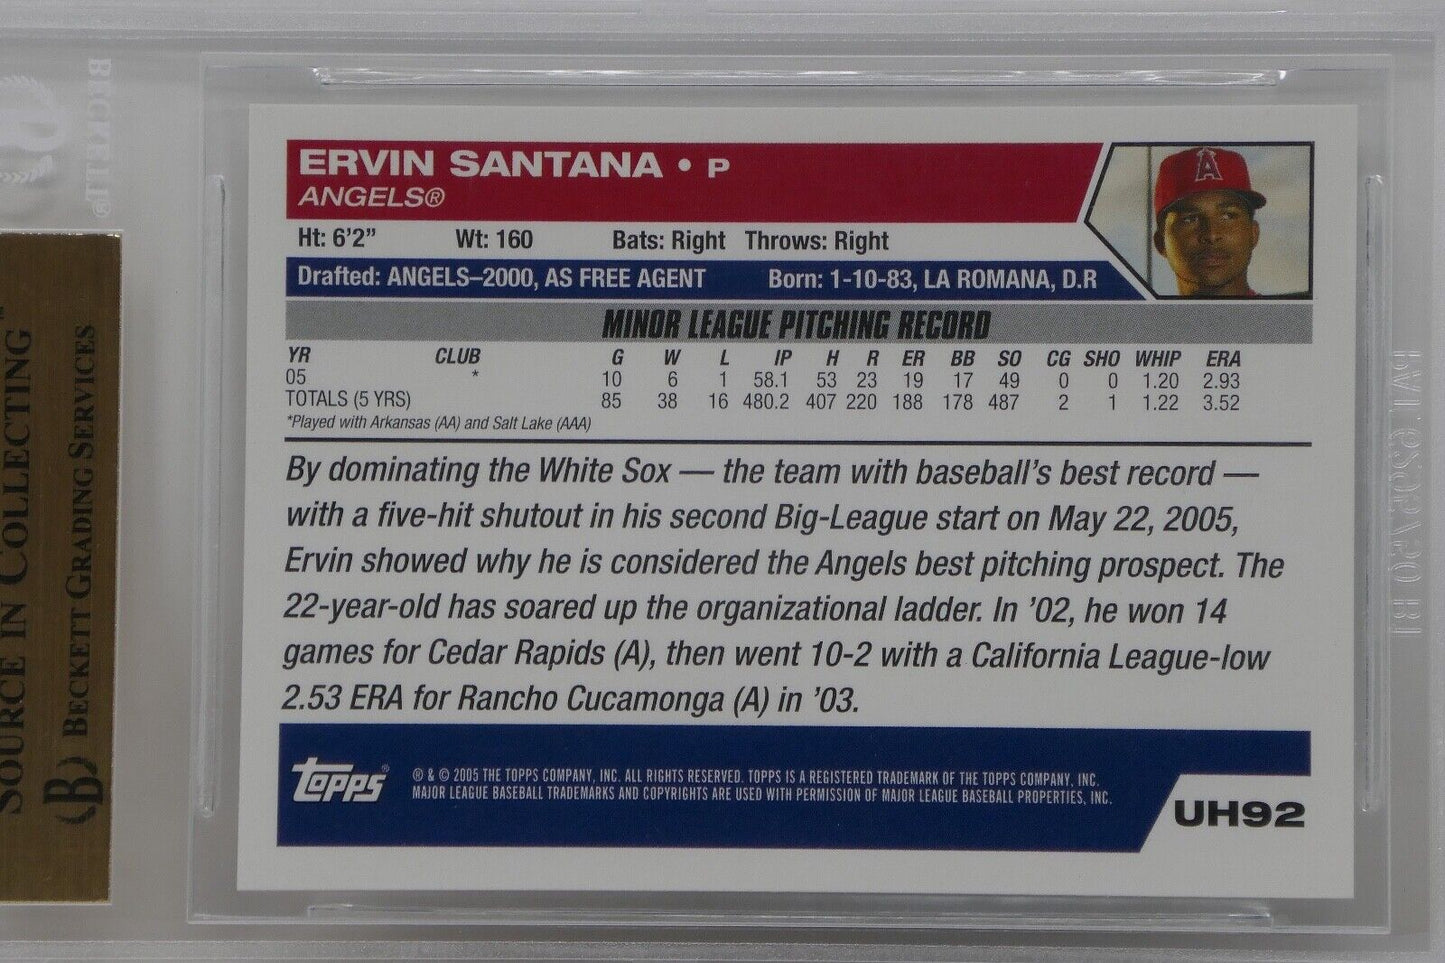 BECKETT®
SOURCE IN COLLECTING™
BECKETT GRADING SERVICES
B
ERVIN SANTANA • P
ANGELS®
A
Ht: 6'2" Wt: 160 Bats: Right Throws: Right
Drafted: ANGELS–2000, AS FREE AGENT Born: 1-10-83, LA ROMANA, D.R
MINOR LEAGUE PITCHING RECORD
YR CLUB G W L IP H R ER BB SO CG SHO WHIP ERA
05 * 10 6 1 58.1 53 23 19 17 49 0 0 1.20 2.93
TOTALS (5 YRS) 85 38 16 480.2 407 220 188 178 487 2 1 1.22 3.52
*Played with Arkansas (AA) and Salt Lake (AAA)
By dominating the White Sox — the team with baseball's best record —
with a five-hit shutout in his second Big-League start on May 22, 2005,
Ervin showed why he is considered the Angels best pitching prospect. The
22-year-old has soared up the organizational ladder. In '02, he won 14
games for Cedar Rapids (A), then went 10-2 with a California League-low
2.53 ERA for Rancho Cucamonga (A) in '03.
TOPPS®
® & © 2005 THE TOPPS COMPANY, INC. ALL RIGHTS RESERVED. TOPPS IS A REGISTERED TRADEMARK OF THE TOPPS COMPANY, INC.
MAJOR LEAGUE BASEBALL TRADEMARKS AND COPYRIGHTS ARE USED WITH PERMISSION OF MAJOR LEAGUE BASEBALL PROPERTIES, INC.
UH92